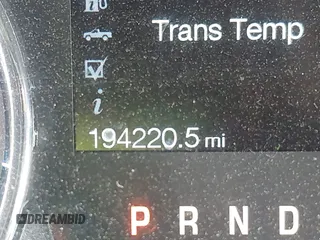 Trans Temp
i
194220.5 mi
P R N D
DREAMBID